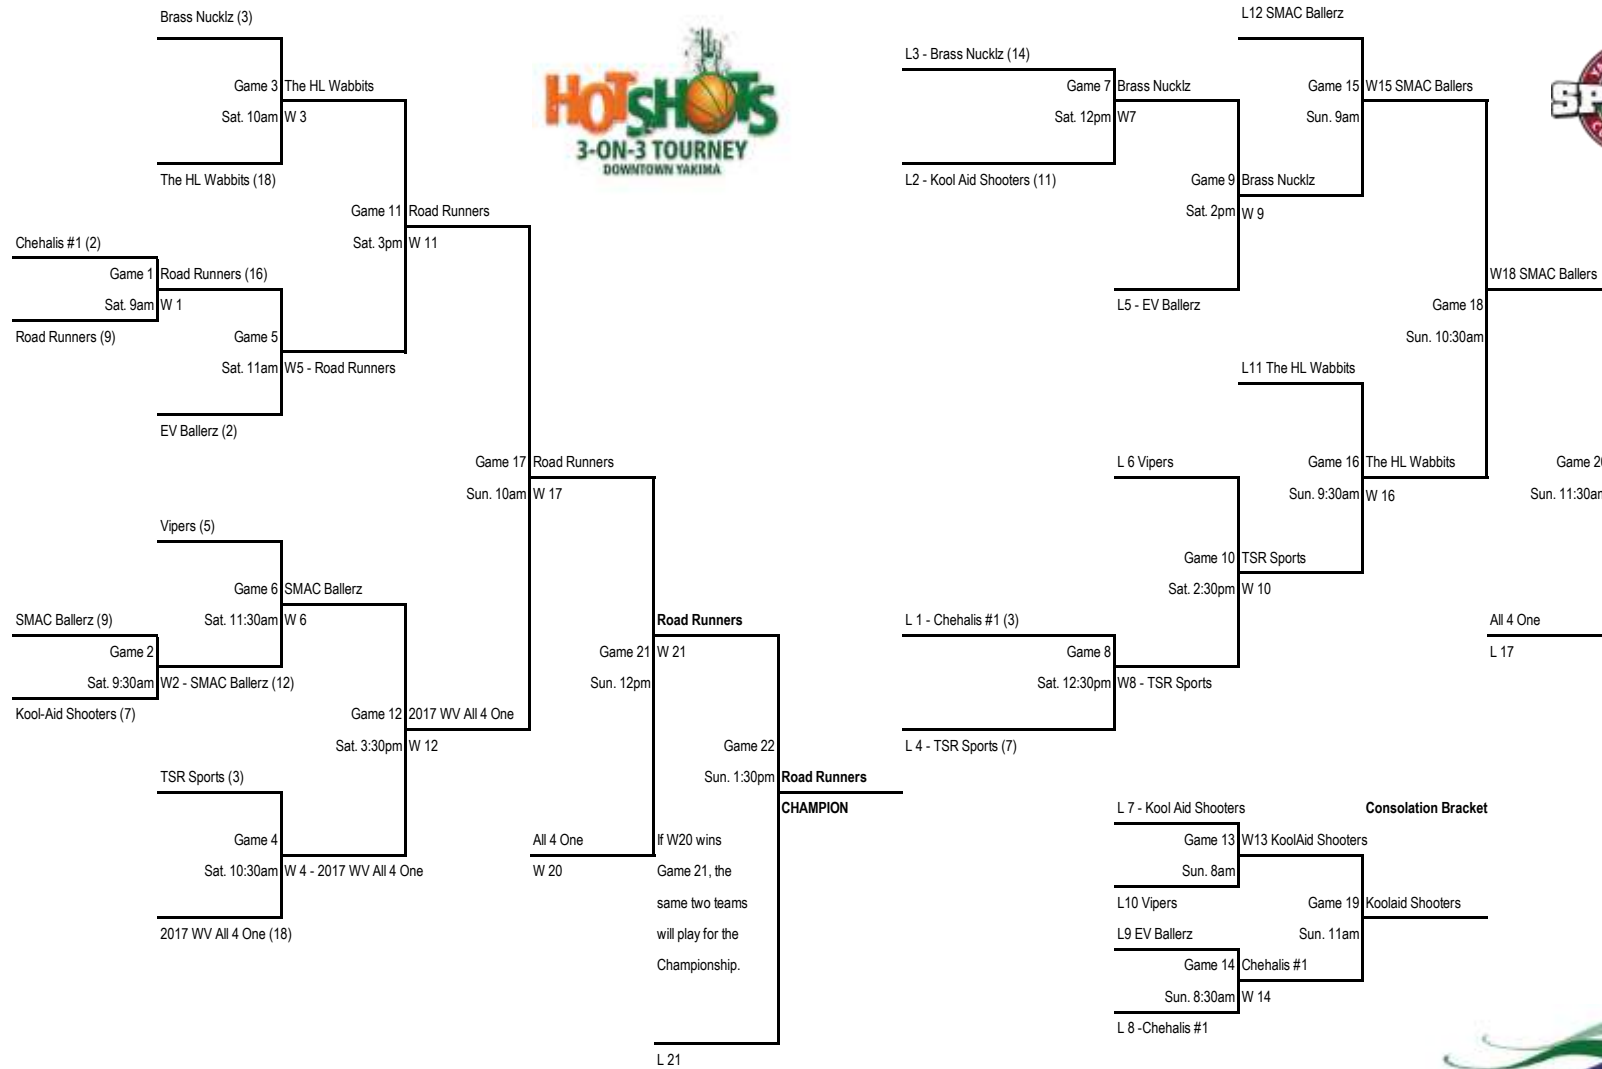 Brass Nucklz (3)
Game 3 The HL Wabbits
Sat. 10am W 3
The HL Wabbits (18)
Game 11 Road Runners
Sat. 3pm W 11
Chehalis #1 (2)
Game 1 Road Runners (16)
Sat. 9am W 1
Road Runners (9)
Game 5
Sat. 11am W5 - Road Runners
EV Ballerz (2)
Game 17 Road Runners
Sun. 10am W 17
Vipers (5)
Game 6 SMAC Ballerz
Sat. 11:30am W 6
SMAC Ballerz (9)
Game 2
Sat. 9:30am W2 - SMAC Ballerz (12)
Kool-Aid Shooters (7)
Game 12 2017 WV All 4 One
Sat. 3:30pm W 12
TSR Sports (3)
Game 4
Sat. 10:30am W 4 - 2017 WV All 4 One
2017 WV All 4 One (18)
Road Runners
Game 21 W 21
Sun. 12pm
Game 22
Sun. 1:30pm Road Runners
CHAMPION
All 4 One
W 20
If W20 wins
Game 21, the
same two teams
will play for the
Championship.
L 21
HOTSHOTS
3-ON-3 TOURNEY
DOWNTOWN YAKIMA
L12 SMAC Ballerz
L3 - Brass Nucklz (14)
Game 7 Brass Nucklz
Sat. 12pm W7
L2 - Kool Aid Shooters (11)
Game 15 W15 SMAC Ballers
Sun. 9am
Game 9 Brass Nucklz
Sat. 2pm W 9
L5 - EV Ballerz
W18 SMAC Ballers
Game 18
Sun. 10:30am
L11 The HL Wabbits
L 6 Vipers
Game 16 The HL Wabbits
Sun. 9:30am W 16
Game 20
Sun. 11:30am
Game 10 TSR Sports
Sat. 2:30pm W 10
L 1 - Chehalis #1 (3)
Game 8
Sat. 12:30pm W8 - TSR Sports
L 4 - TSR Sports (7)
All 4 One
L 17
L 7 - Kool Aid Shooters
Consolation Bracket
Game 13 W13 KoolAid Shooters
Sun. 8am
L10 Vipers
Game 19 Koolaid Shooters
Sun. 11am
L9 EV Ballerz
Game 14 Chehalis #1
Sun. 8:30am W 14
L 8 -Chehalis #1